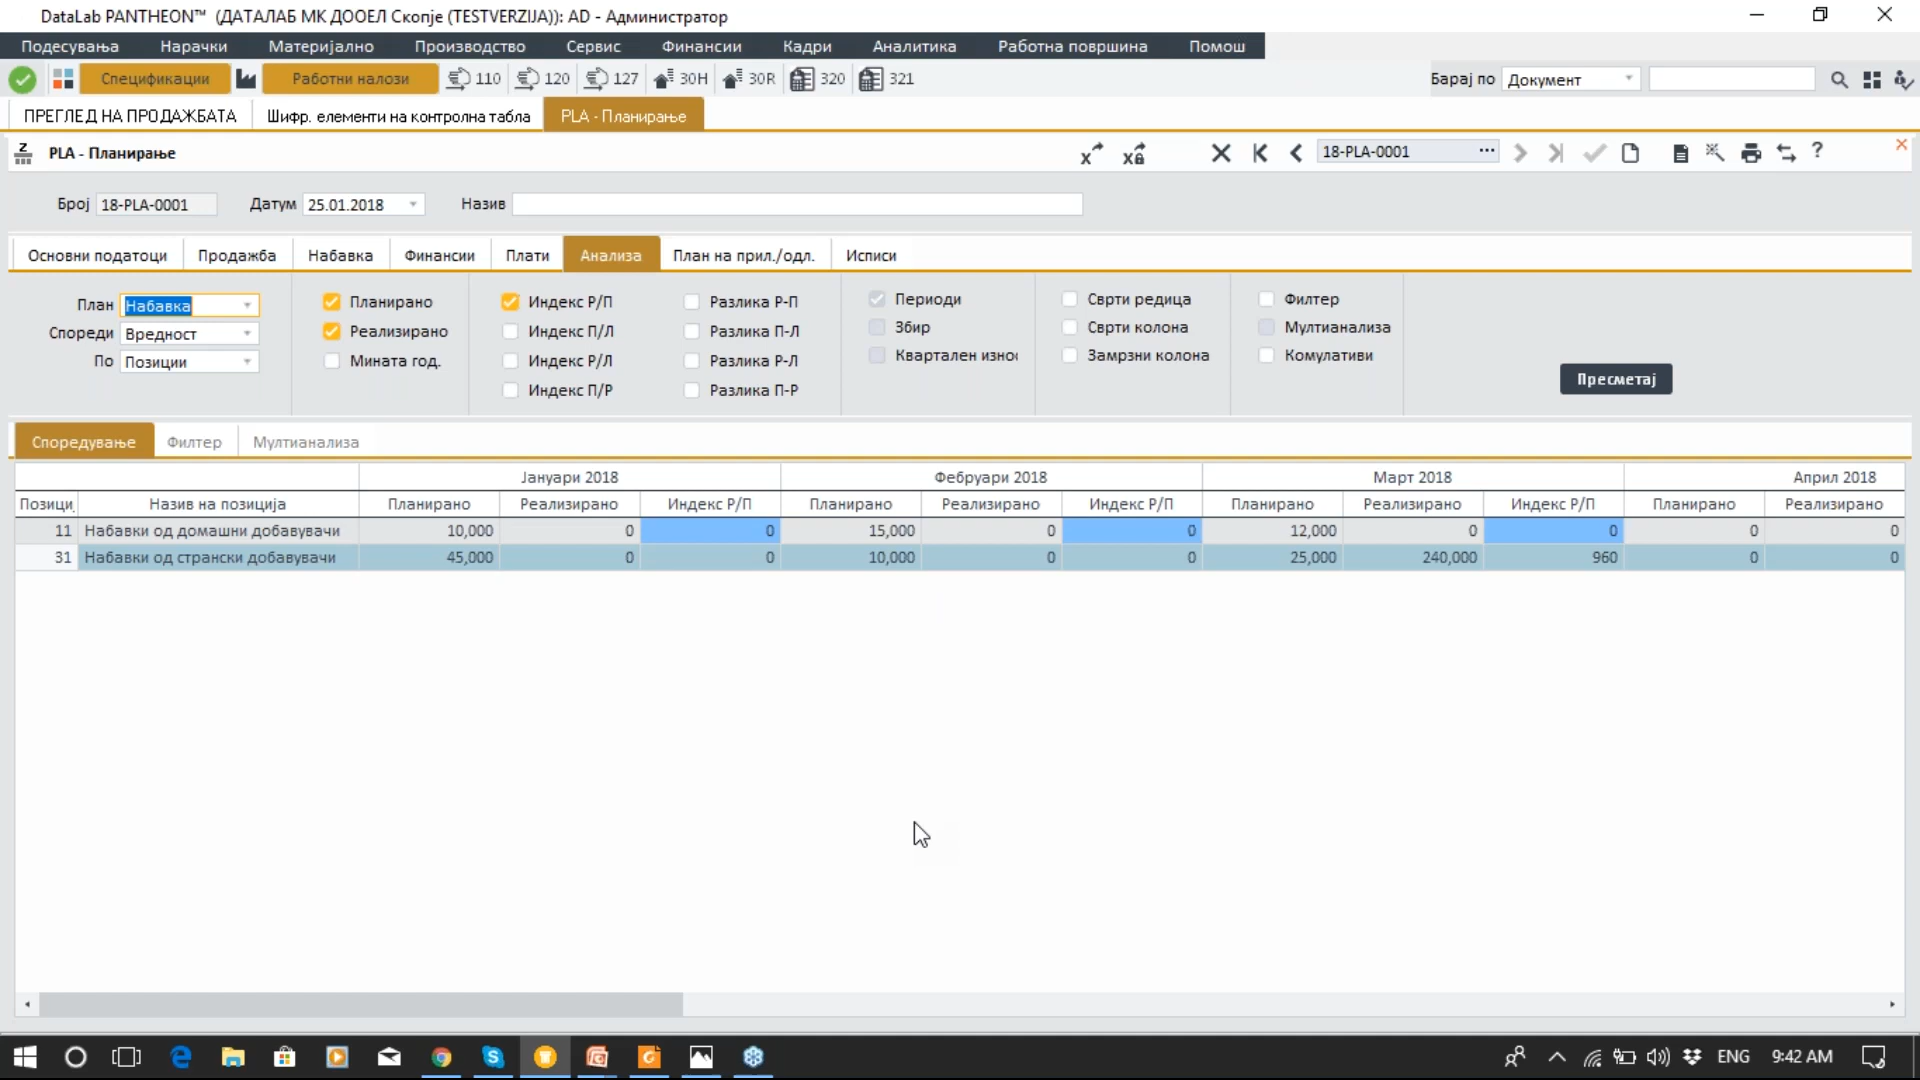 DataLab PANTHEON™ (ДАТАЛАБ МК ДООЕЛ Скопје (TESTVERZIJA)): AD - Администратор
Подесувања Нарачки Материјално Производство Сервис Финансии Кадри Аналитика Работна површина Помош
Спецификации Работни налози 110 120 127 30H 30R 320 321 Барај по Документ
ПРЕГЛЕД НА ПРОДАЖБАТА Шифр. елементи на контролна табла PLA - Планирање
PLA - Планирање 18-PLA-0001 ... ?
Број 18-PLA-0001 Датум 25.01.2018 Назив
Основни податоци Продажба Набавка Финансии Плати Анализа План на прил./одл. Исписи
План Набавка Планирано Индекс Р/П Разлика Р-П Периоди Сврти редица Филтер
Спореди Вредност Реализирано Индекс П/Л Разлика П-Л Збир Сврти колона Мултианализа
По Позиции Мината год. Индекс Р/Л Разлика Р-Л Квартален износ Замрзни колона Комулативи
Индекс П/Р Разлика П-Р Пресметај
Споредување Филтер Мултианализа
Јануари 2018 Фебруари 2018 Март 2018 Април 2018
Позици Назив на позиција Планирано Реализирано Индекс Р/П Планирано Реализирано Индекс Р/П Планирано Реализирано Индекс Р/П Планирано Реализирано
11 Набавки од домашни добавувачи 10,000 0 0 15,000 0 0 12,000 0 0 0 0
31 Набавки од странски добавувачи 45,000 0 0 10,000 0 0 25,000 240,000 960 0 0
ENG 9:42 AM